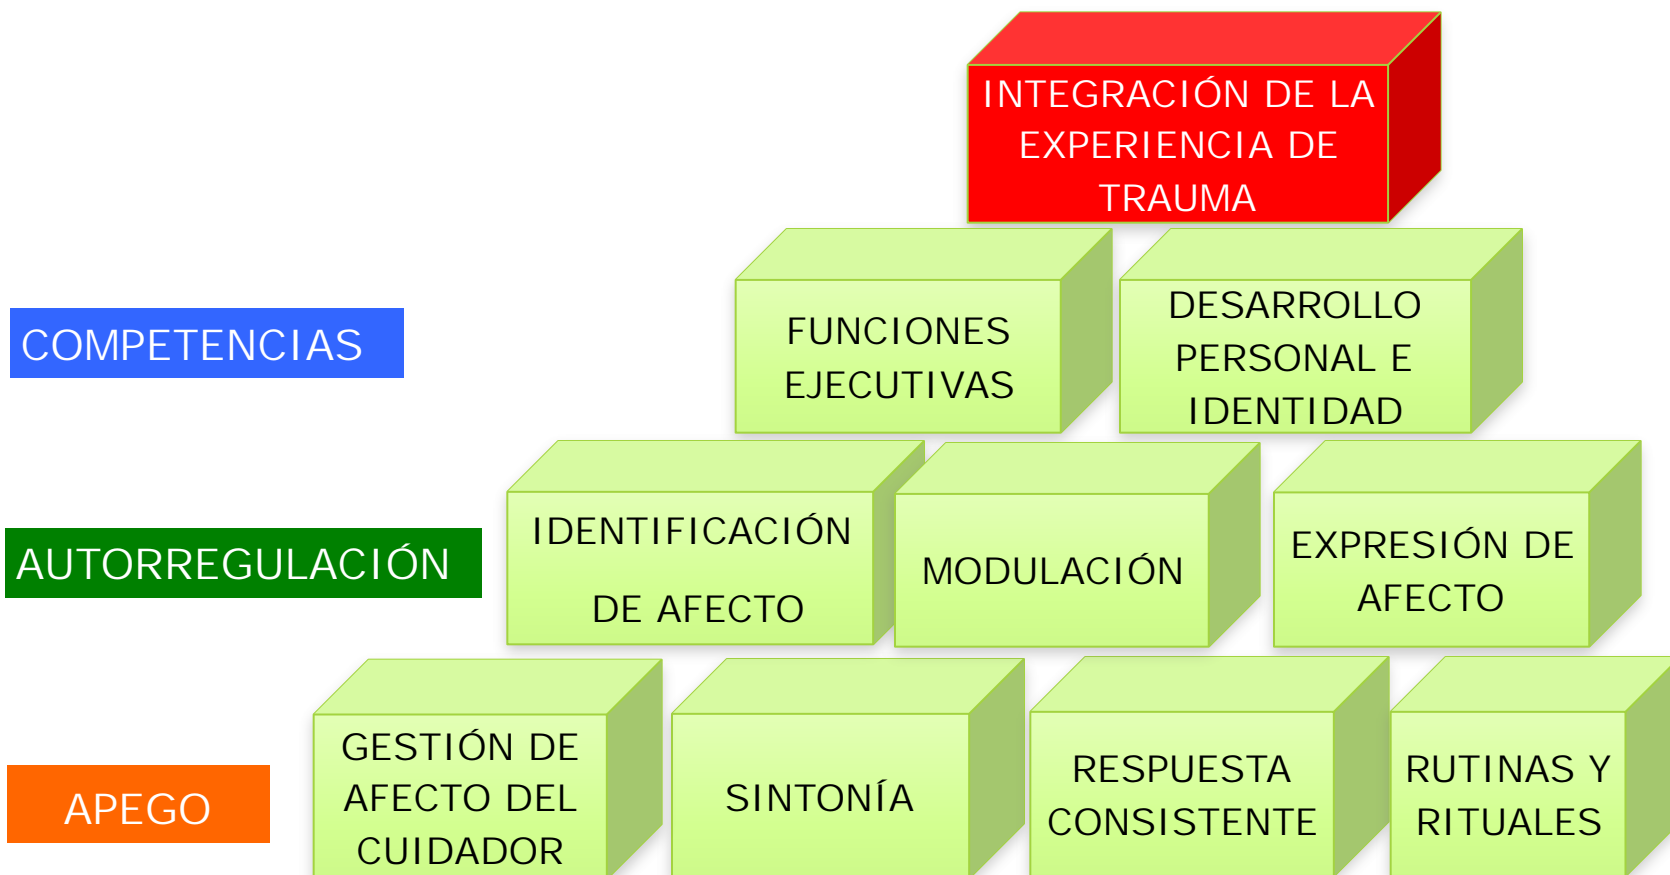 INTEGRACIÓN DE LA
EXPERIENCIA DE
TRAUMA
COMPETENCIAS
FUNCIONES
EJECUTIVAS
DESARROLLO
PERSONAL E
IDENTIDAD
AUTORREGULACIÓN
IDENTIFICACIÓN
DE AFECTO
MODULACIÓN
EXPRESIÓN DE
AFECTO
APEGO
GESTIÓN DE
AFECTO DEL
CUIDADOR
SINTONÍA
RESPUESTA
CONSISTENTE
RUTINAS Y
RITUALES